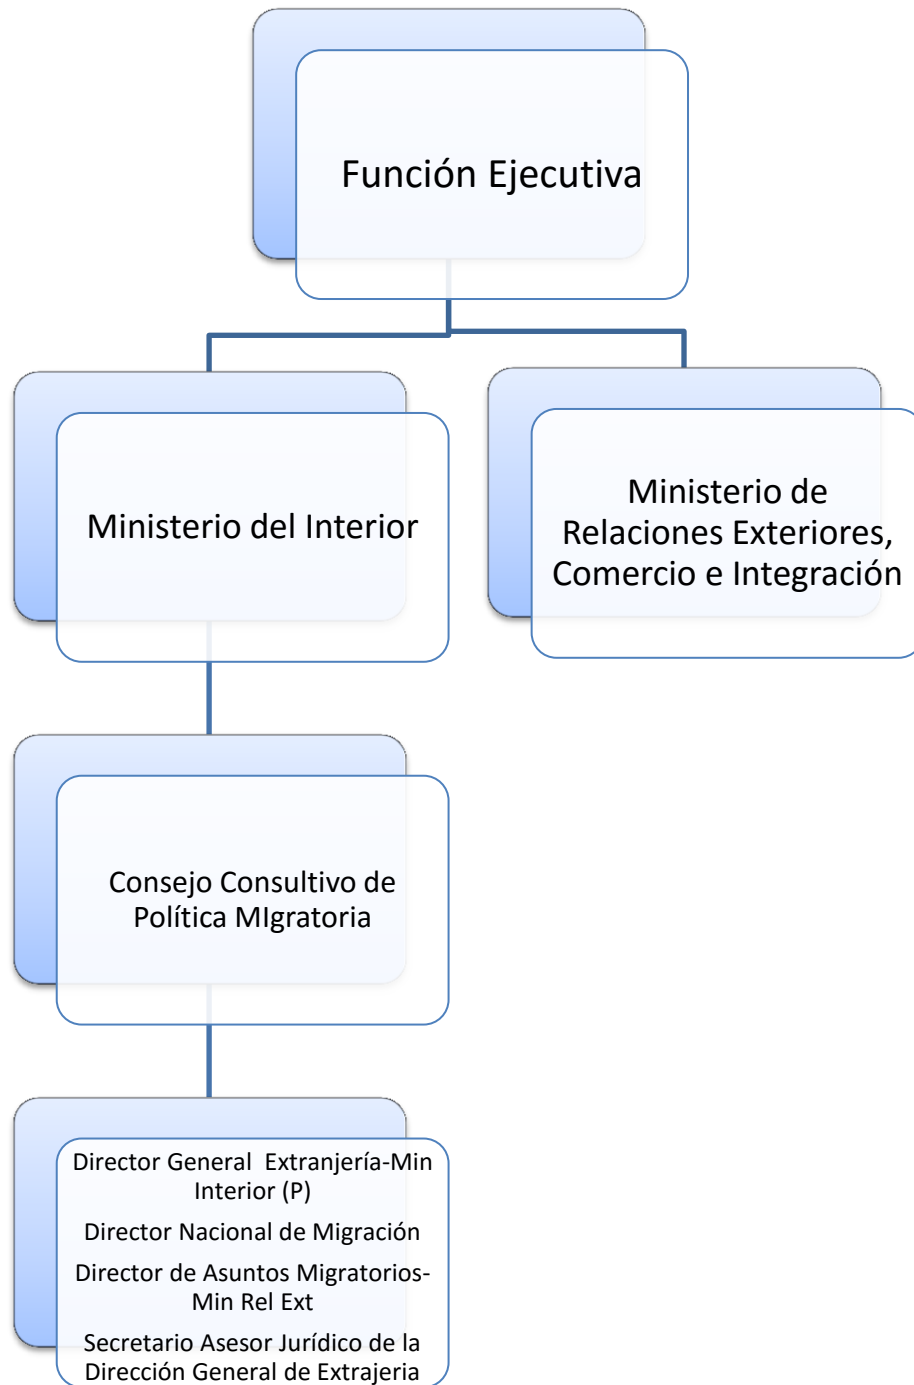 Función Ejecutiva
Ministerio del Interior
Ministerio de
Relaciones Exteriores,
Comercio e Integración
Consejo Consultivo de
Política MIgratoria
Director General  Extranjería-Min
Interior (P)
Director Nacional de Migración
Director de Asuntos Migratorios-
Min Rel Ext
Secretario Asesor Jurídico de la
Dirección General de Extrajeria